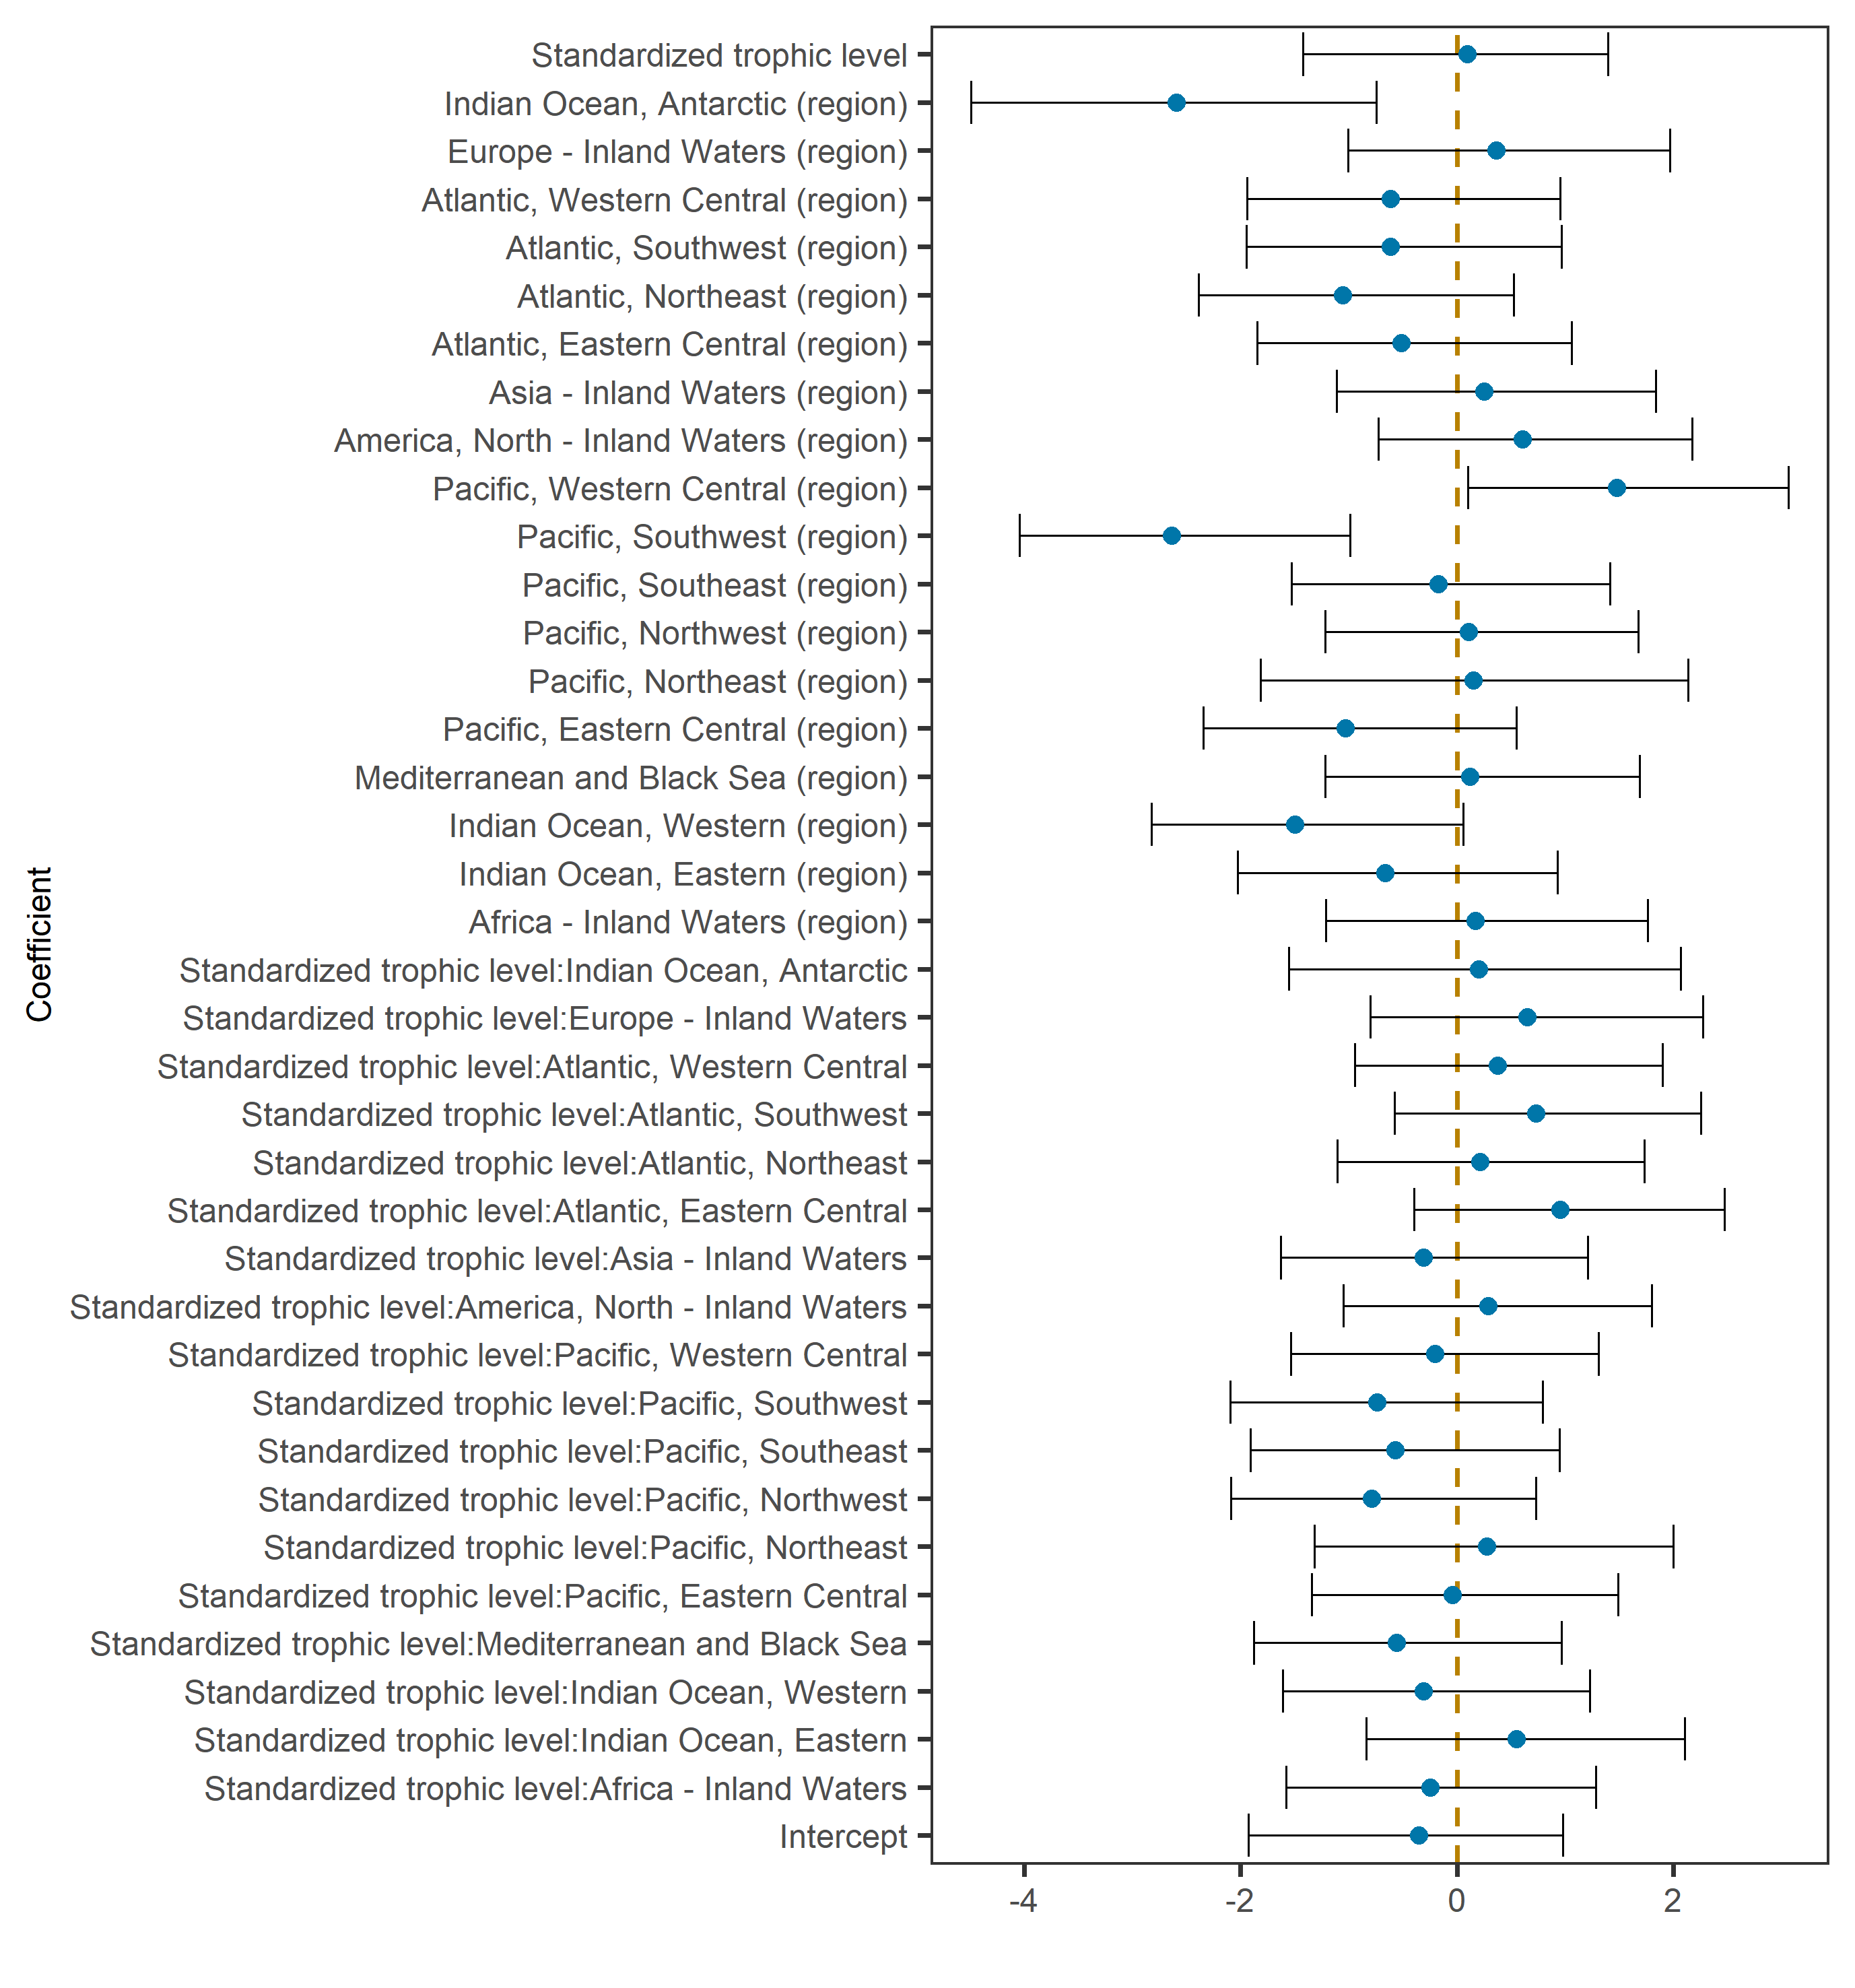 Standardized trophic level
Indian Ocean, Antarctic (region)
Europe - Inland Waters (region)
Atlantic, Western Central (region)
Atlantic, Southwest (region)
Atlantic, Northeast (region)
Atlantic, Eastern Central (region)
Asia - Inland Waters (region)
America, North - Inland Waters (region)
Pacific, Western Central (region)
Pacific, Southwest (region)
Pacific, Southeast (region)
Pacific, Northwest (region)
Pacific, Northeast (region)
Pacific, Eastern Central (region)
Mediterranean and Black Sea (region)
Indian Ocean, Western (region)
Indian Ocean, Eastern (region)
Africa - Inland Waters (region)
Standardized trophic level:Indian Ocean, Antarctic
Standardized trophic level:Europe - Inland Waters
Standardized trophic level:Atlantic, Western Central
Standardized trophic level:Atlantic, Southwest
Standardized trophic level:Atlantic, Northeast
Standardized trophic level:Atlantic, Eastern Central
Standardized trophic level:Asia - Inland Waters
Standardized trophic level:America, North - Inland Waters
Standardized trophic level:Pacific, Western Central
Standardized trophic level:Pacific, Southwest
Standardized trophic level:Pacific, Southeast
Standardized trophic level:Pacific, Northwest
Standardized trophic level:Pacific, Northeast
Standardized trophic level:Pacific, Eastern Central
Standardized trophic level:Mediterranean and Black Sea
Standardized trophic level:Indian Ocean, Western
Standardized trophic level:Indian Ocean, Eastern
Standardized trophic level:Africa - Inland Waters
Intercept
Coefficient
-4 -2 0 2